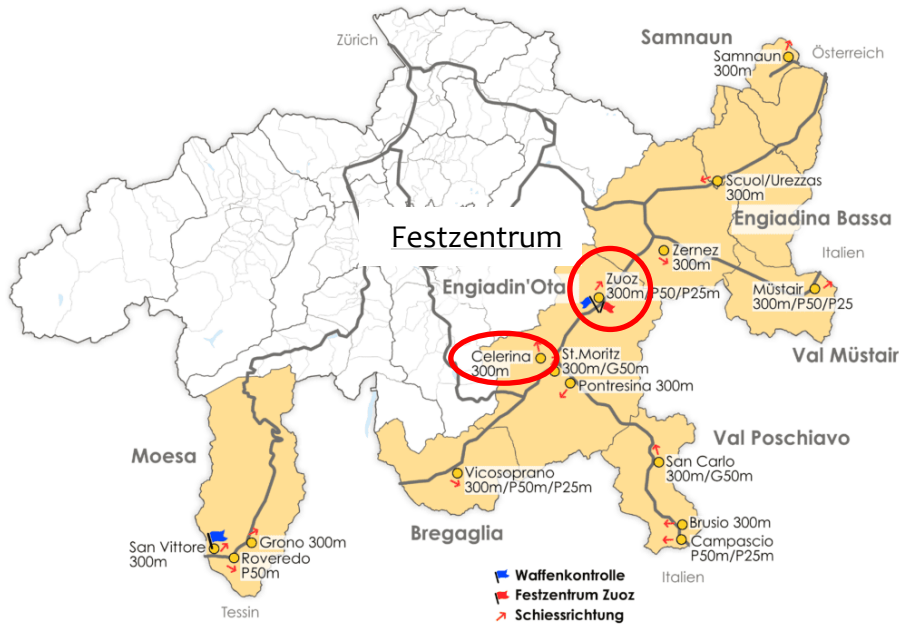 Samnaun
Zürich
Samnaun
300m
Österreich
Scuol/Urezzas
300m
Engiadina Bassa
Festzentrum
Zernez
300m
Italien
Engiadin'Ota
Zuoz
300m/P50/P25m
Müstair
300m/P50/P25
Val Müstair
Celerina
300m
St.Moritz
300m/G50m
Pontresina 300m
Moesa
Val Poschiavo
San Carlo
300m/G50m
Vicosoprano
300m/P50m/P25m
Bregaglia
Brusio 300m
Campascio
P50m/P25m
Italien
San Vittore
300m
Grono 300m
Roveredo
P50m
Tessin
Waffenkontrolle
Festzentrum Zuoz
Schiessrichtung